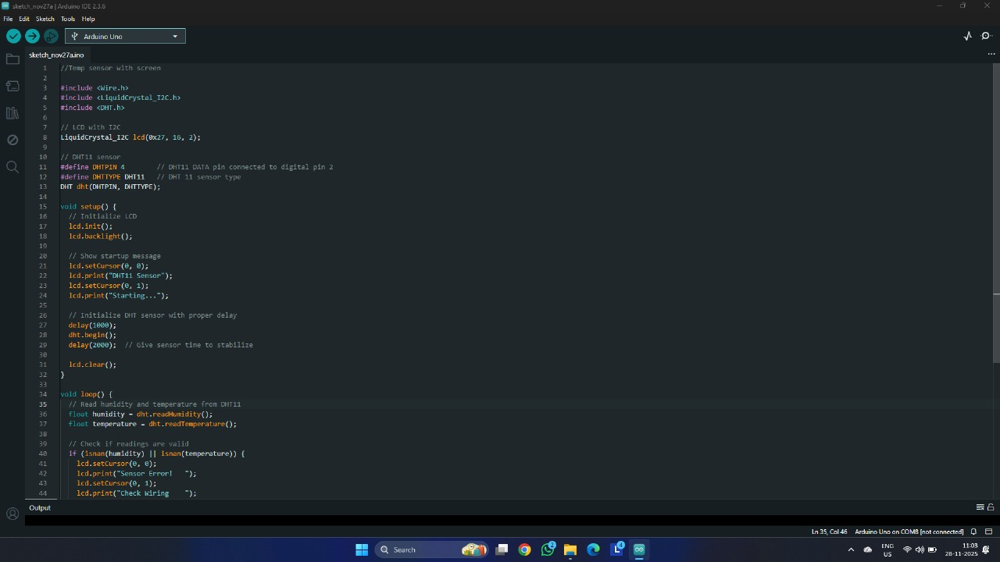 sketch_nov27a | Arduino IDE 2.3.6
File Edit Sketch Tools Help
Arduino Uno
sketch_nov27a.ino
1 //Temp sensor with screen
2
3 #include <Wire.h>
4 #include <LiquidCrystal_I2C.h>
5 #include <DHT.h>
6
7 // LCD with I2C
8 LiquidCrystal_I2C lcd(0x27, 16, 2);
9
10 // DHT11 sensor
11 #define DHTPIN 4        // DHT11 DATA pin connected to digital pin 2
12 #define DHTTYPE DHT11   // DHT 11 sensor type
13 DHT dht(DHTPIN, DHTTYPE);
14
15 void setup() {
16   // Initialize LCD
17   lcd.init();
18   lcd.backlight();
19
20   // Show startup message
21   lcd.setCursor(0, 0);
22   lcd.print("DHT11 Sensor");
23   lcd.setCursor(0, 1);
24   lcd.print("Starting...");
25
26   // Initialize DHT sensor with proper delay
27   delay(1000);
28   dht.begin();
29   delay(2000);  // Give sensor time to stabilize
30
31   lcd.clear();
32 }
33
34 void loop() {
35   // Read humidity and temperature from DHT11
36   float humidity = dht.readHumidity();
37   float temperature = dht.readTemperature();
38
39   // Check if readings are valid
40   if (isnan(humidity) || isnan(temperature)) {
41     lcd.setCursor(0, 0);
42     lcd.print("Sensor Error!   ");
43     lcd.setCursor(0, 1);
44     lcd.print("Check Wiring    ");
Output
Ln 35, Col 46 Arduino Uno on COM8 [not connected]
Search
2
4
ENG
US
11:03
28-11-2025